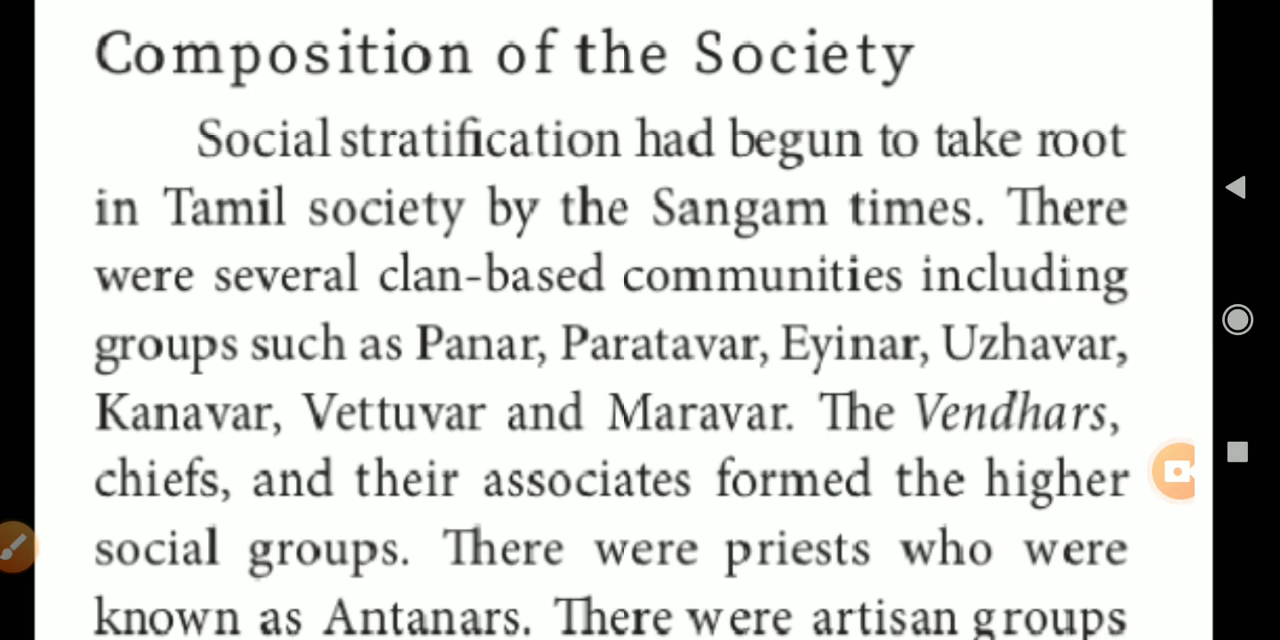 Composition of the Society
Social stratification had begun to take root
in Tamil society by the Sangam times. There
were several clan-based communities including
groups such as Panar, Paratavar, Eyinar, Uzhavar,
Kanavar, Vettuvar and Maravar. The Vendhars,
chiefs, and their associates formed the higher
social groups. There were priests who were
known as Antanars. There were artisan groups